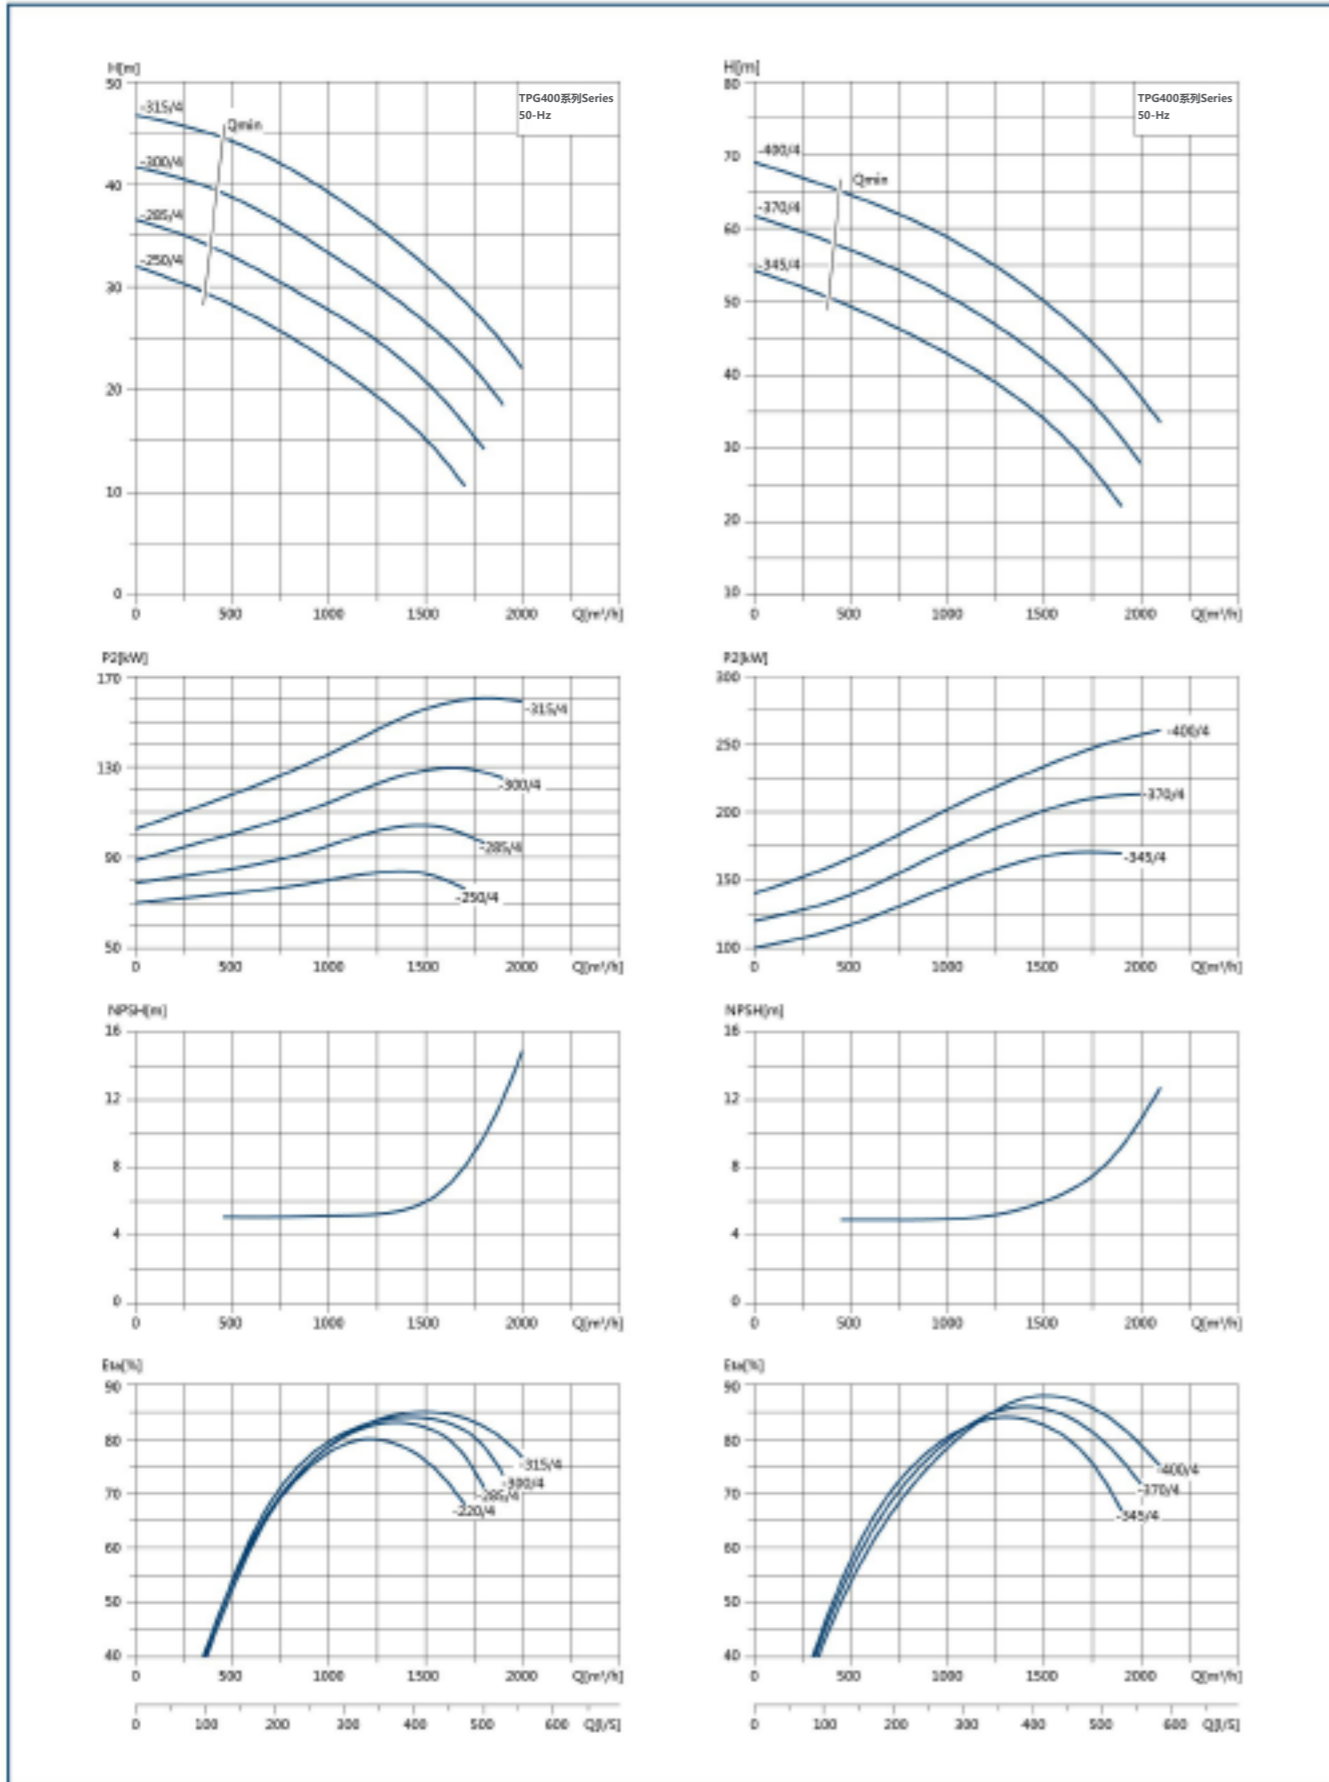 H[m]
50
40
30
20
10
0
-315/4
-300/4
-285/4
-250/4
Qmin
TPG400系列Series
50-Hz
0 500 1000 1500 2000 Q[m³/h]
H[m]
80
70
60
50
40
30
20
10
-400/4
-370/4
-345/4
Qmin
TPG400系列Series
50-Hz
0 500 1000 1500 2000 Q[m³/h]
P2[kW]
170
130
90
50
-315/4
-300/4
-285/4
-250/4
0 500 1000 1500 2000 Q[m³/h]
P2[kW]
300
250
200
150
100
-400/4
-370/4
-345/4
0 500 1000 1500 2000 Q[m³/h]
NPSH[m]
16
12
8
4
0
0 500 1000 1500 2000 Q[m³/h]
NPSH[m]
16
12
8
4
0
0 500 1000 1500 2000 Q[m³/h]
Eta[%]
90
80
70
60
50
40
-315/4
-300/4
-285/4
-220/4
0 500 1000 1500 2000 Q[m³/h]
0 100 200 300 400 500 600 Q[l/S]
Eta[%]
90
80
70
60
50
40
-400/4
-370/4
-345/4
0 500 1000 1500 2000 Q[m³/h]
0 100 200 300 400 500 600 Q[l/S]